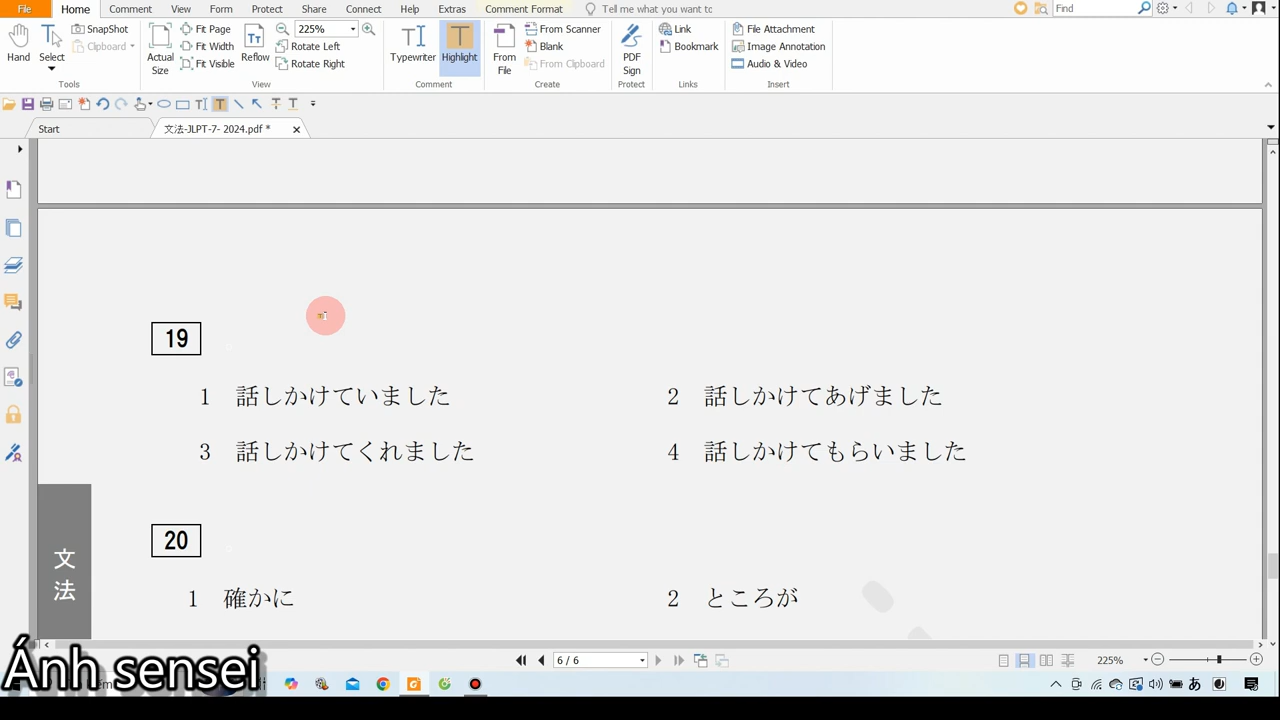 File Home Comment View Form Protect Share Connect Help Extras Comment Format Tell me what you want to Find
Hand Select SnapShot Clipboard Actual Size Fit Page Fit Width Fit Visible Reflow 225% Rotate Left Rotate Right Typewriter Highlight From File From Scanner Blank From Clipboard PDF Sign Link Bookmark File Attachment Image Annotation Audio & Video
Tools View Comment Create Protect Links Insert
Start 文法-JLPT-7- 2024.pdf *
19
1 話しかけていました 2 話しかけてあげました
3 話しかけてくれました 4 話しかけてもらいました
文法
20
1 確かに 2 ところが
Ánh sensei
6 / 6 225%
あ